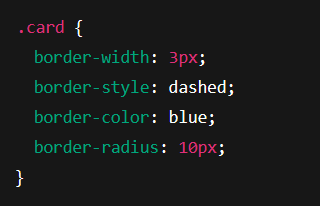 .card {
  border-width: 3px;
  border-style: dashed;
  border-color: blue;
  border-radius: 10px;
}